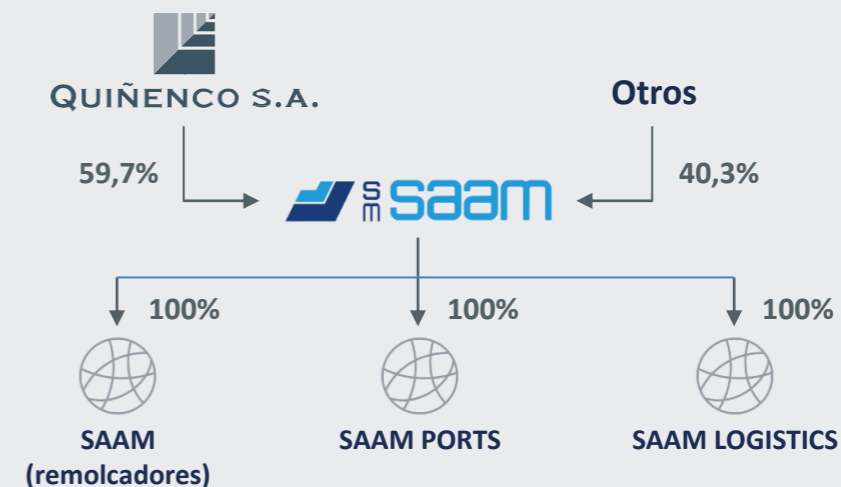 QUIÑENCO S.A.
Otros
59,7%
40,3%
SM saam
100%
100%
100%
SAAM
(remolcadores)
SAAM PORTS
SAAM LOGISTICS